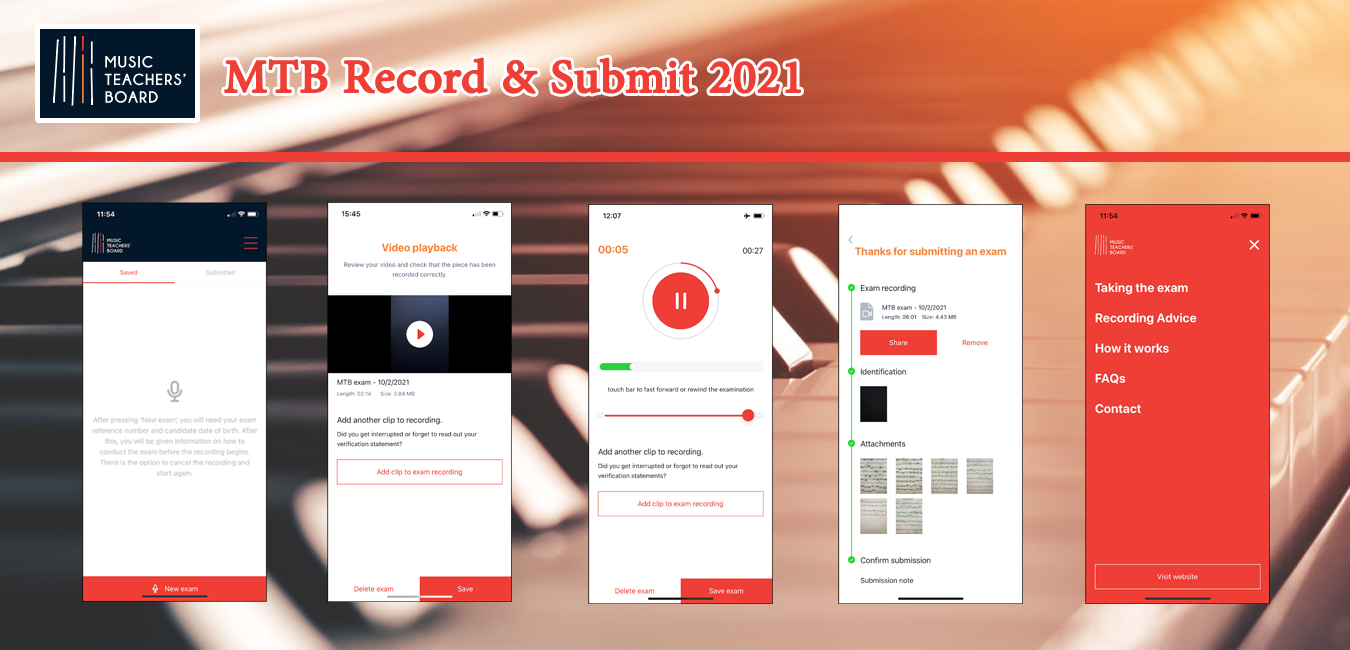 MUSIC
TEACHERS'
BOARD
MTB Record & Submit 2021
11:54
MUSIC
TEACHERS'
BOARD
Saved
Submitted
After pressing 'New exam', you will need your exam
reference number and candidate date of birth. After
this, you will be given information on how to
conduct the exam before the recording begins.
There is the option to cancel the recording and
start again.
New exam
15:45
Video playback
Review your video and check that the piece has been
recorded correctly.
MTB exam - 10/2/2021
Length: 02:14 Size: 2.84 MB
Add another clip to recording.
Did you get interrupted or forget to read out your
verification statement?
Add clip to exam recording
Delete exam
Save
12:07
00:05
00:27
touch bar to fast forward or rewind the examination
Add another clip to recording.
Did you get interrupted or forgot to read out your
verification statements?
Add clip to exam recording
Delete exam
Save exam
Thanks for submitting an exam
Exam recording
MTB exam - 10/2/2021
Length: 06:01 Size: 4.43 MB
Share
Remove
Identification
Attachments
Confirm submission
Submission note
11:54
MUSIC
TEACHERS'
BOARD
Taking the exam
Recording Advice
How it works
FAQs
Contact
Visit website